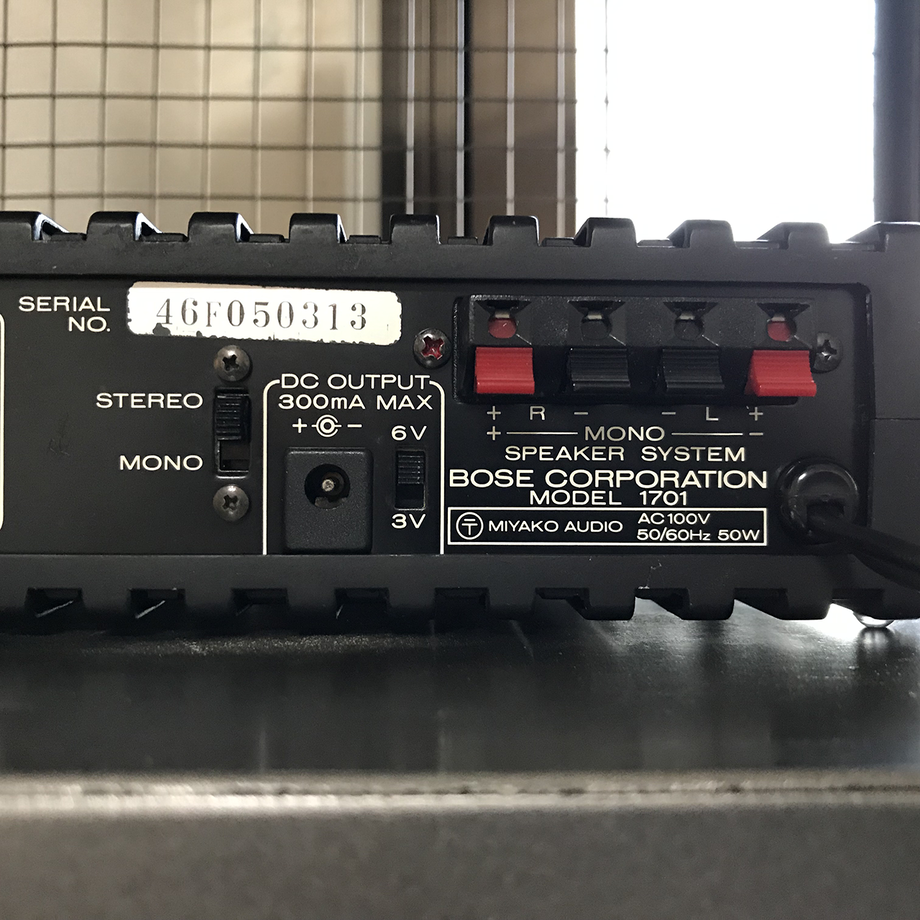 SERIAL
NO.
46F050313
STEREO
MONO
DC OUTPUT
300mA MAX
+ −
6V
3V
+ R − − L +
+ MONO −
SPEAKER SYSTEM
BOSE CORPORATION
MODEL 1701
MIYAKO AUDIO
AC100V
50/60Hz 50W